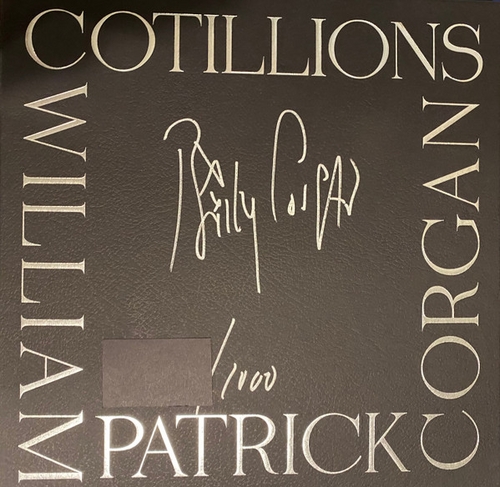 COTILLIONS
WILLIAM
Billy Corgan
/1000
PATRICK
CORGAN